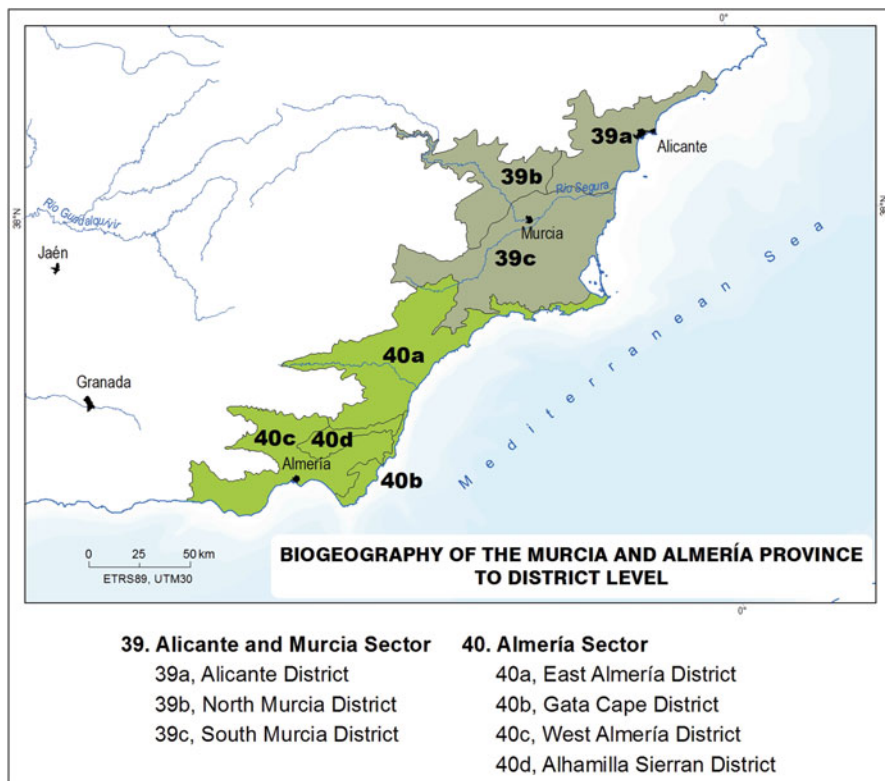 0°
39a
Alicante
39b
Río Segura
38°N
38°N
Río Guadalquivir
Murcia
Jaén
39c
Mediterranean Sea
40a
Granada
40c
40d
Almería
40b
0 25 50 km
ETRS89, UTM30
BIOGEOGRAPHY OF THE MURCIA AND ALMERÍA PROVINCE
TO DISTRICT LEVEL
0°
39. Alicante and Murcia Sector
39a, Alicante District
39b, North Murcia District
39c, South Murcia District
40. Almería Sector
40a, East Almería District
40b, Gata Cape District
40c, West Almería District
40d, Alhamilla Sierran District